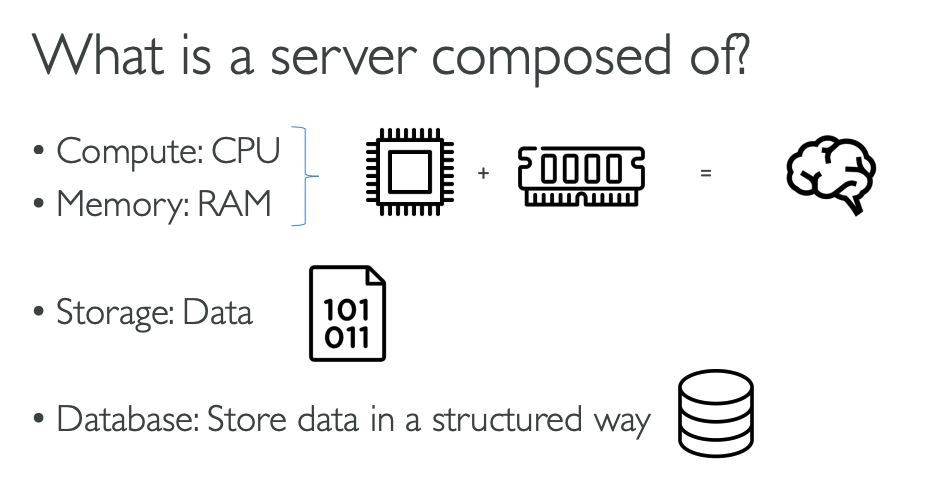 What is a server composed of?
• Compute: CPU
• Memory: RAM
+ =
• Storage: Data
101
011
• Database: Store data in a structured way